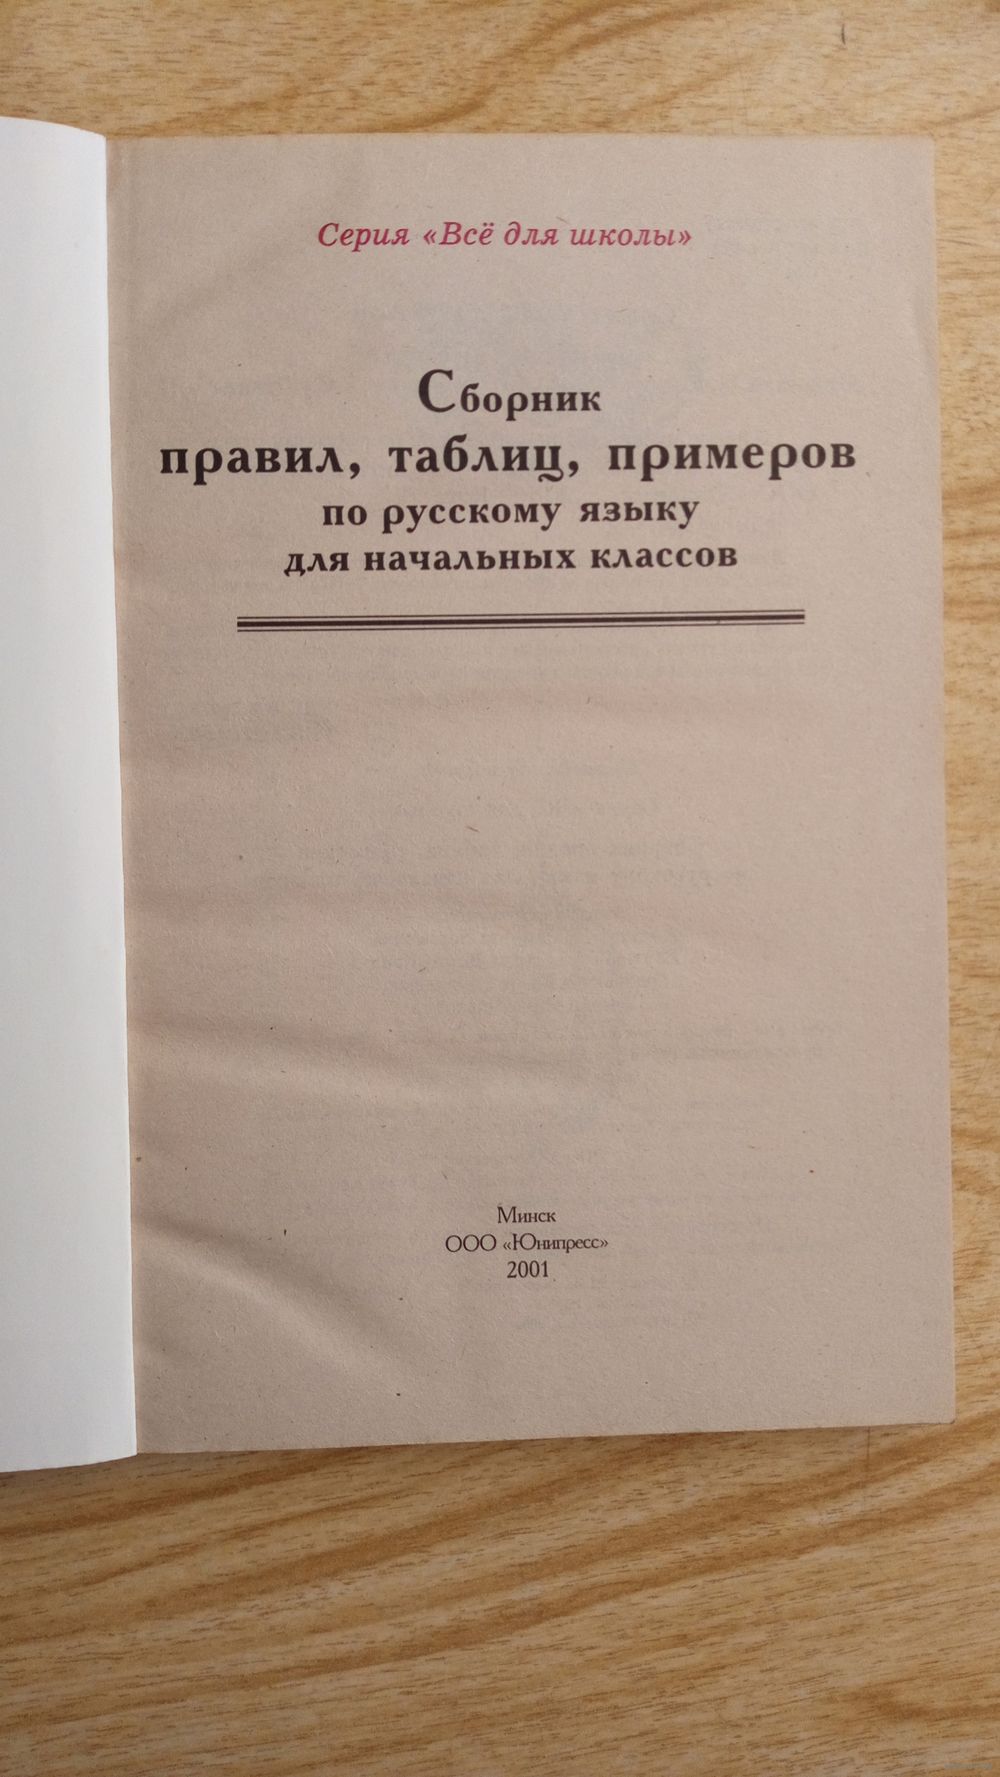 Серия «Всё для школы»
Сборник
правил, таблиц, примеров
по русскому языку
для начальных классов
Минск
ООО «Юнипресс»
2001